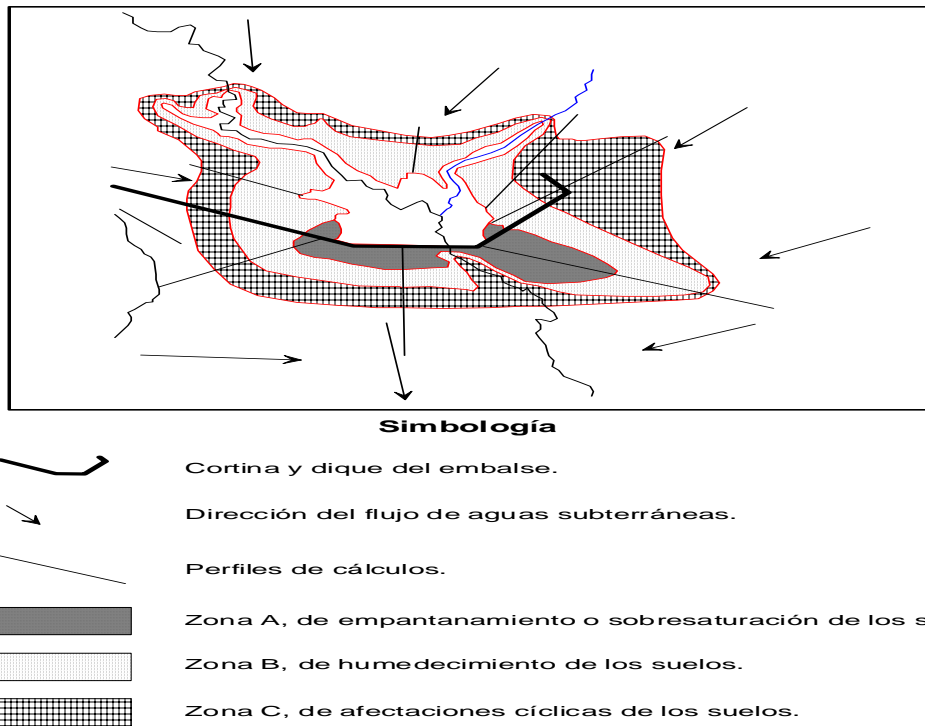 Simbología
Cortina y dique del embalse.
Dirección del flujo de aguas subterráneas.
Perfiles de cálculos.
Zona A, de empantanamiento o sobresaturación de los s
Zona B, de humedecimiento de los suelos.
Zona C, de afectaciones cíclicas de los suelos.